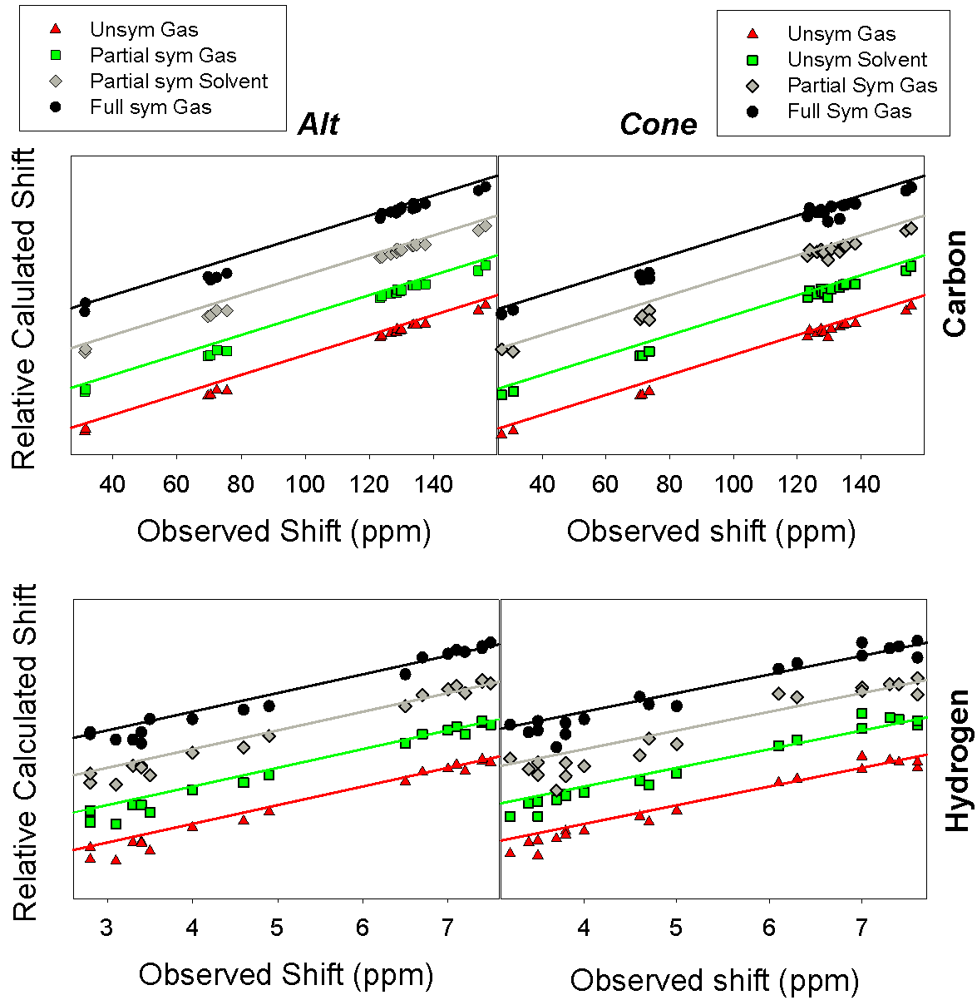 Unsym Gas
Partial sym Gas
Partial sym Solvent
Full sym Gas
Unsym Gas
Unsym Solvent
Partial Sym Gas
Full Sym Gas
Alt
Cone
Relative Calulated Shift
Carbon
40 60 80 100 120 140
40 60 80 100 120 140
Observed Shift (ppm)
Observed shift (ppm)
Relative Calculated Shift
Hydrogen
3 4 5 6 7
4 5 6 7
Observed Shift (ppm)
Observed shift (ppm)